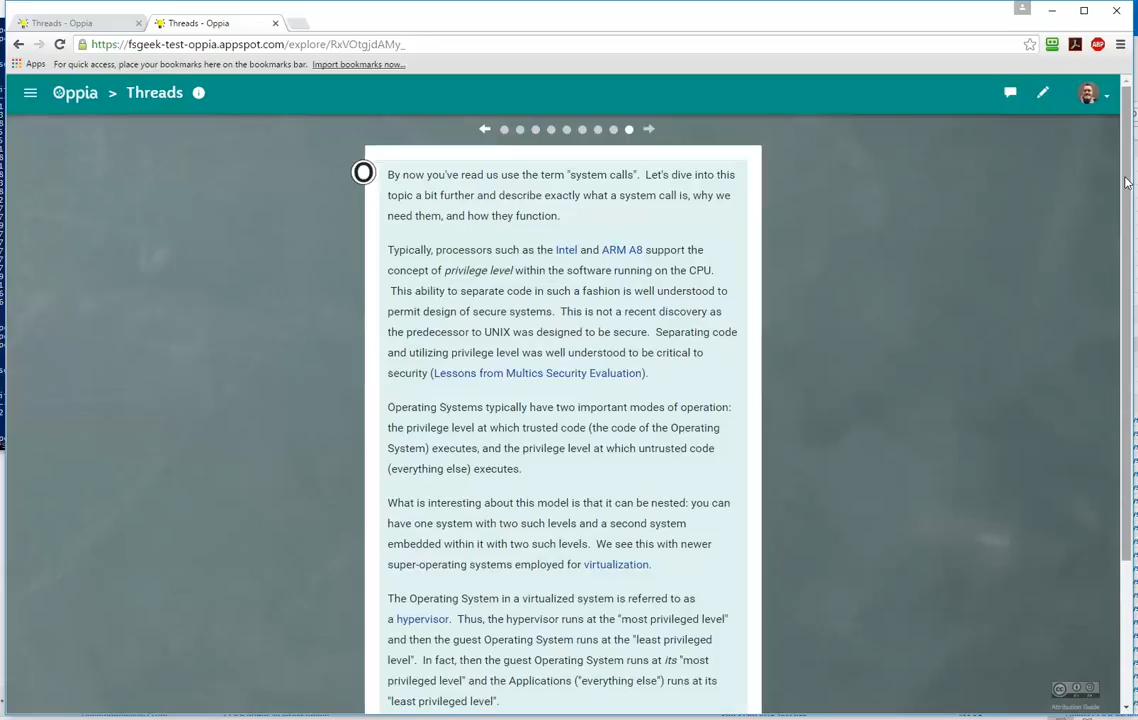 Threads - Oppia
Threads - Oppia
https://fsgeek-test-oppia.appspot.com/explore/RxVOtgjdAMy_
Apps For quick access, place your bookmarks here on the bookmarks bar. Import bookmarks now...
Oppia > Threads
By now you've read us use the term "system calls". Let's dive into this
topic a bit further and describe exactly what a system call is, why we
need them, and how they function.
Typically, processors such as the Intel and ARM A8 support the
concept of privilege level within the software running on the CPU.
This ability to separate code in such a fashion is well understood to
permit design of secure systems. This is not a recent discovery as
the predecessor to UNIX was designed to be secure. Separating code
and utilizing privilege level was well understood to be critical to
security (Lessons from Multics Security Evaluation).
Operating Systems typically have two important modes of operation:
the privilege level at which trusted code (the code of the Operating
System) executes, and the privilege level at which untrusted code
(everything else) executes.
What is interesting about this model is that it can be nested: you can
have one system with two such levels and a second system
embedded within it with two such levels. We see this with newer
super-operating systems employed for virtualization.
The Operating System in a virtualized system is referred to as
a hypervisor. Thus, the hypervisor runs at the "most privileged level"
and then the guest Operating System runs at the "least privileged
level". In fact, then the guest Operating System runs at its "most
privileged level" and the Applications ("everything else") runs at its
"least privileged level".
ABP
Attribution Guide